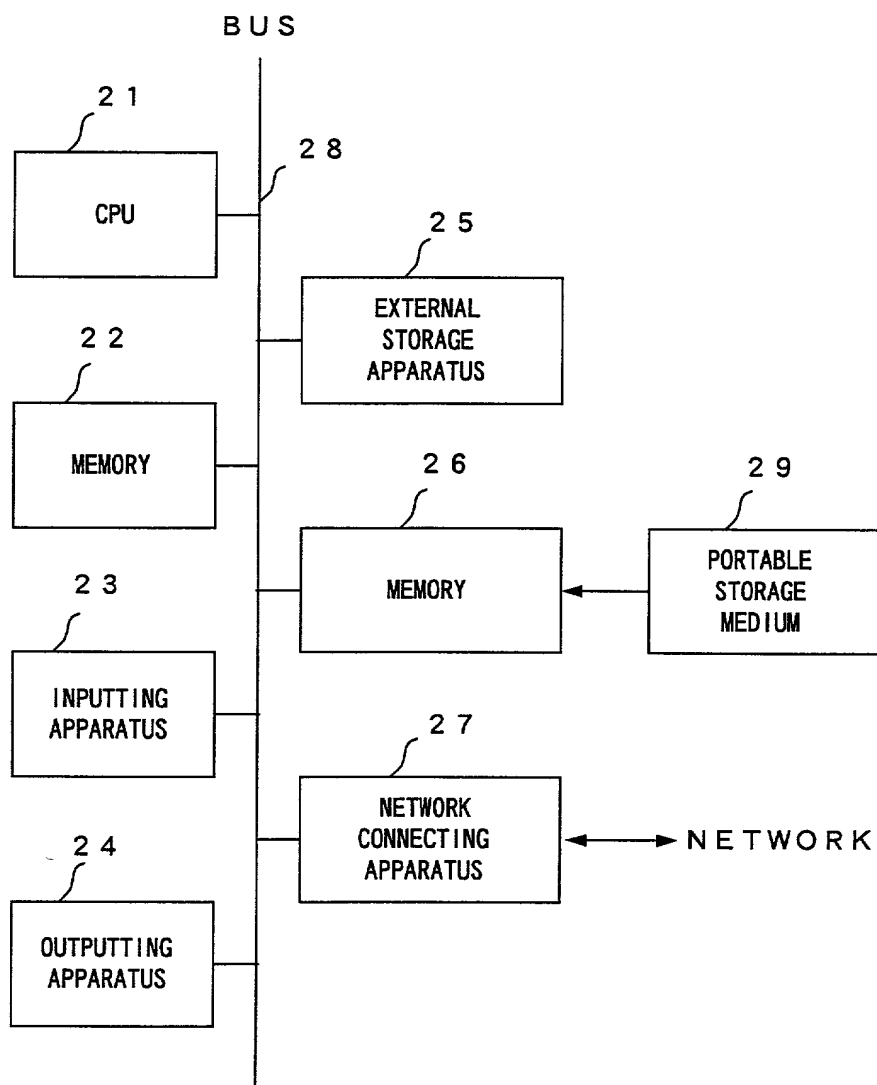 BUS
21
CPU
28
25
EXTERNAL
STORAGE
APPARATUS
22
MEMORY
26
MEMORY
29
PORTABLE
STORAGE
MEDIUM
23
INPUTTING
APPARATUS
27
NETWORK
CONNECTING
APPARATUS
NETWORK
24
OUTPUTTING
APPARATUS